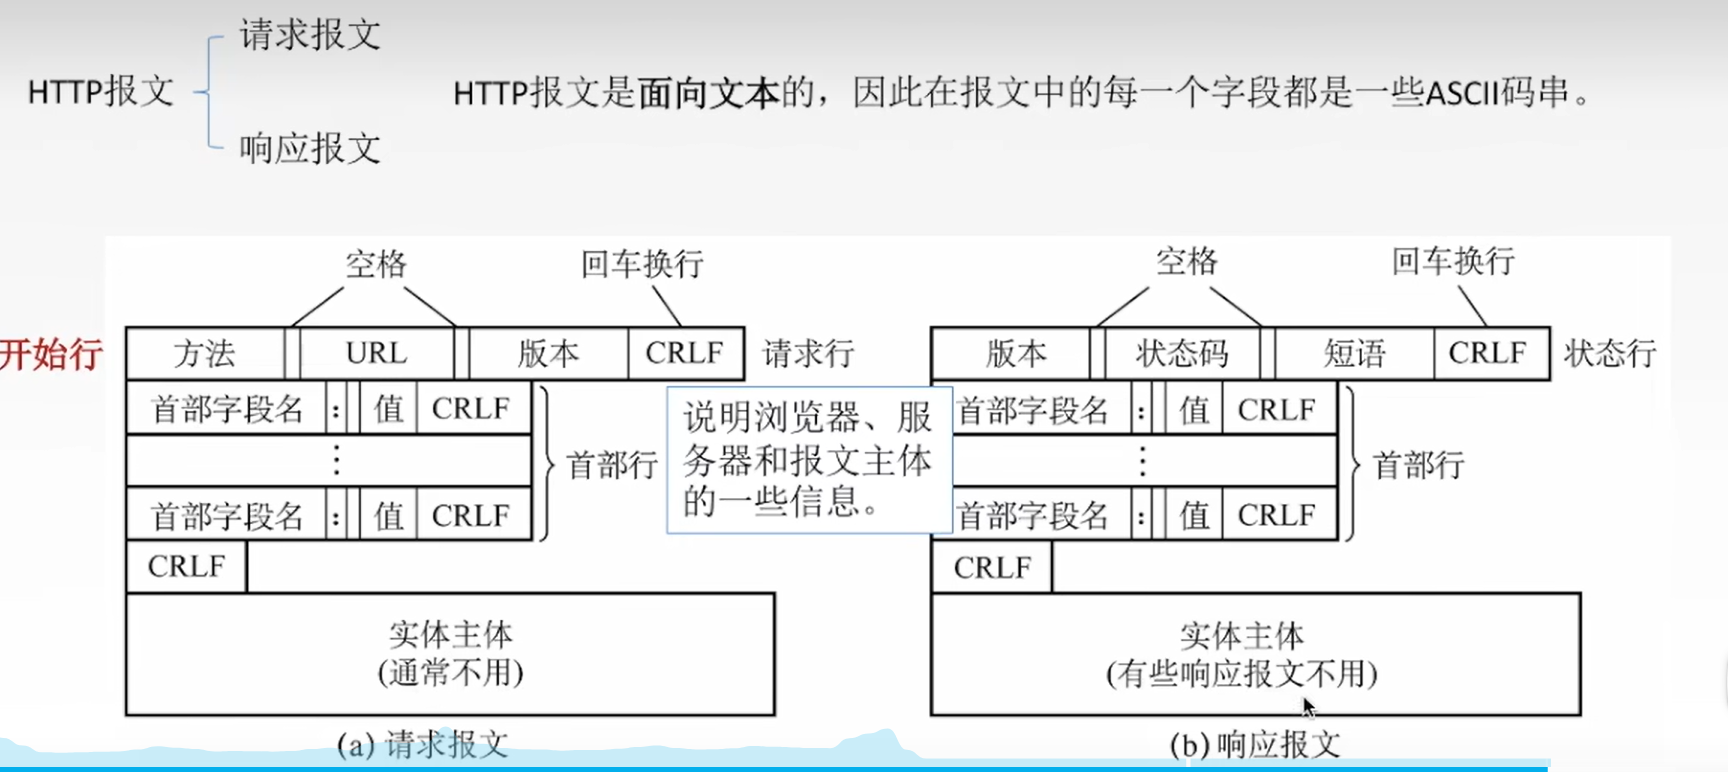 请求报文
HTTP报文
HTTP报文是面向文本的，因此在报文中的每一个字段都是一些ASCII码串。
响应报文
空格
回车换行
开始行
方法
URL
版本
CRLF
请求行
首部字段名
:
值
CRLF
⋮
首部行
首部字段名
:
值
CRLF
CRLF
实体主体
(通常不用)
(a) 请求报文
说明浏览器、服
务器和报文主体
的一些信息。
空格
回车换行
版本
状态码
短语
CRLF
状态行
首部字段名
:
值
CRLF
⋮
首部行
首部字段名
:
值
CRLF
CRLF
实体主体
(有些响应报文不用)
(b) 响应报文